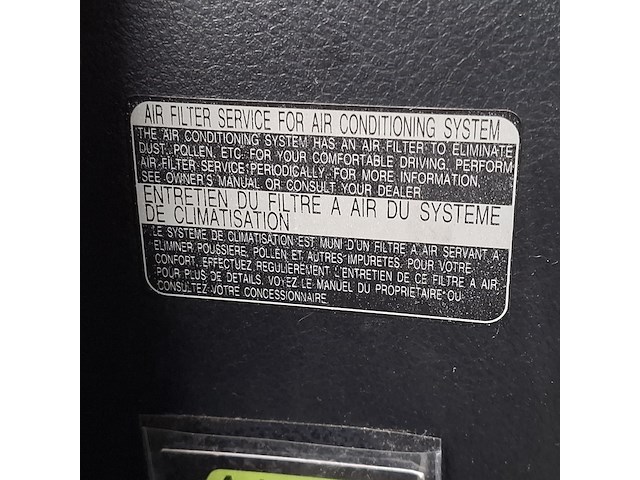 AIR FILTER SERVICE FOR AIR CONDITIONING SYSTEM
THE AIR CONDITIONING SYSTEM HAS AN AIR FILTER TO ELIMINATE
DUST, POLLEN, ETC. FOR YOUR COMFORTABLE DRIVING, PERFORM
AIR FILTER SERVICE PERIODICALLY. FOR MORE INFORMATION,
SEE OWNER'S MANUAL OR CONSULT YOUR DEALER.
ENTRETIEN DU FILTRE A AIR DU SYSTEME
DE CLIMATISATION
LE SYSTEME DE CLIMATISATION EST MUNI D'UN FILTRE A AIR SERVANT A
ELIMINER POUSSIERE, POLLEN ET AUTRES IMPURETES. POUR VOTRE
CONFORT, EFFECTUEZ REGULIEREMENT L'ENTRETIEN DE CE FILTRE A AIR.
POUR PLUS DE DETAILS, VOYEZ LE MANUEL DU PROPRIETAIRE OU
CONSULTEZ VOTRE CONCESSIONNAIRE.